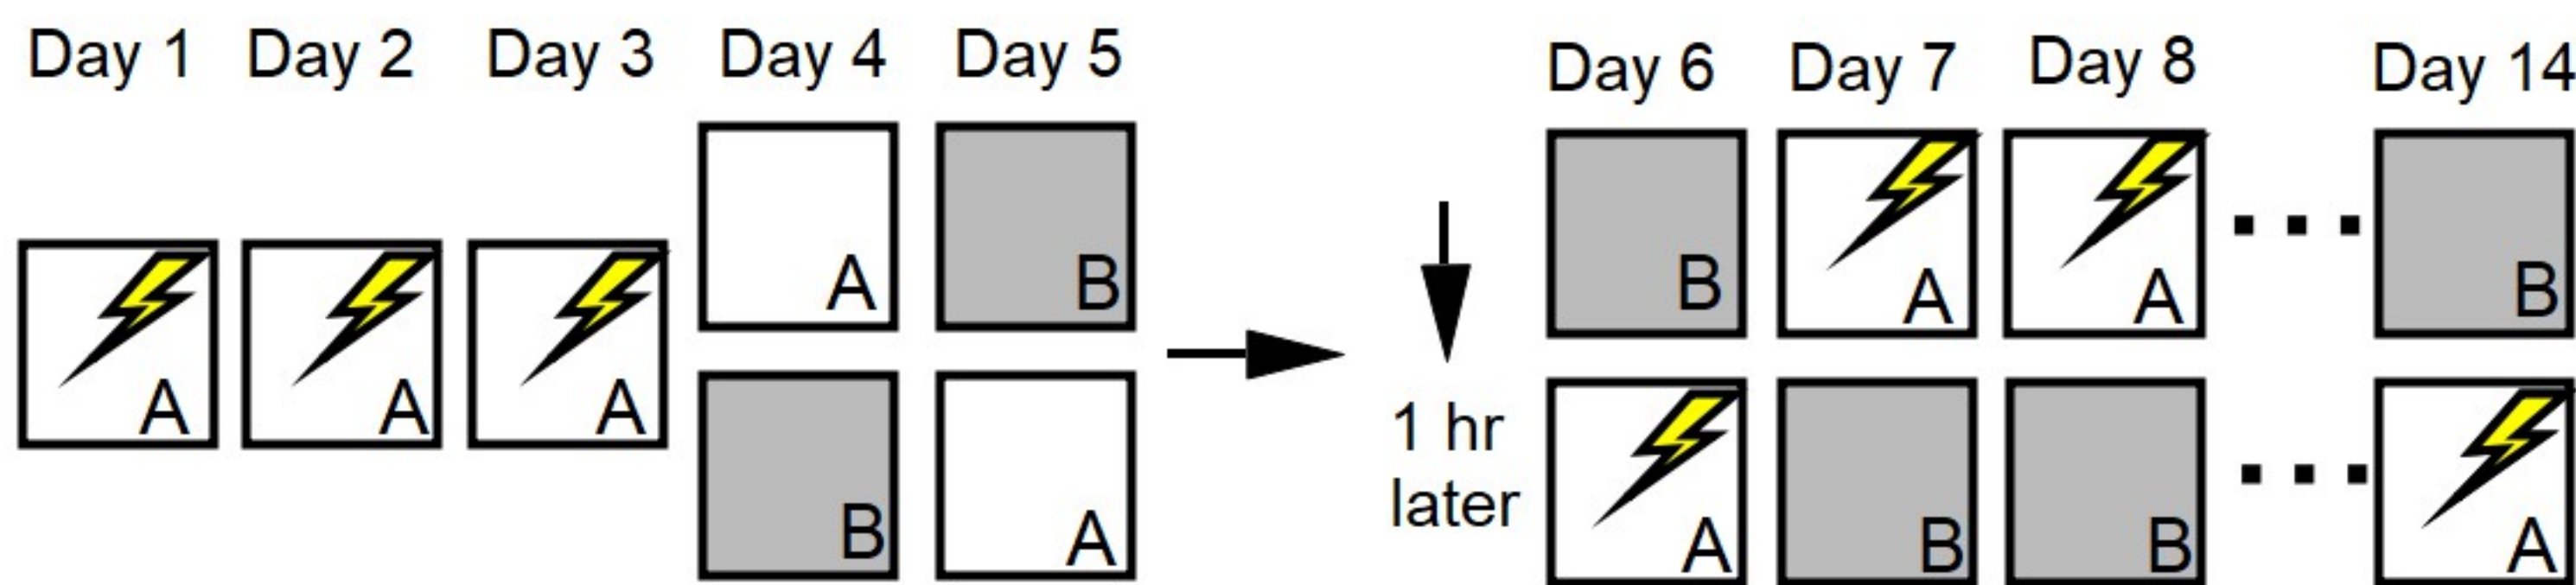 Day 1 Day 2 Day 3 Day 4 Day 5 Day 6 Day 7 Day 8 Day 14
A B B A A B
A A A
1 hr
later
B A A B B A